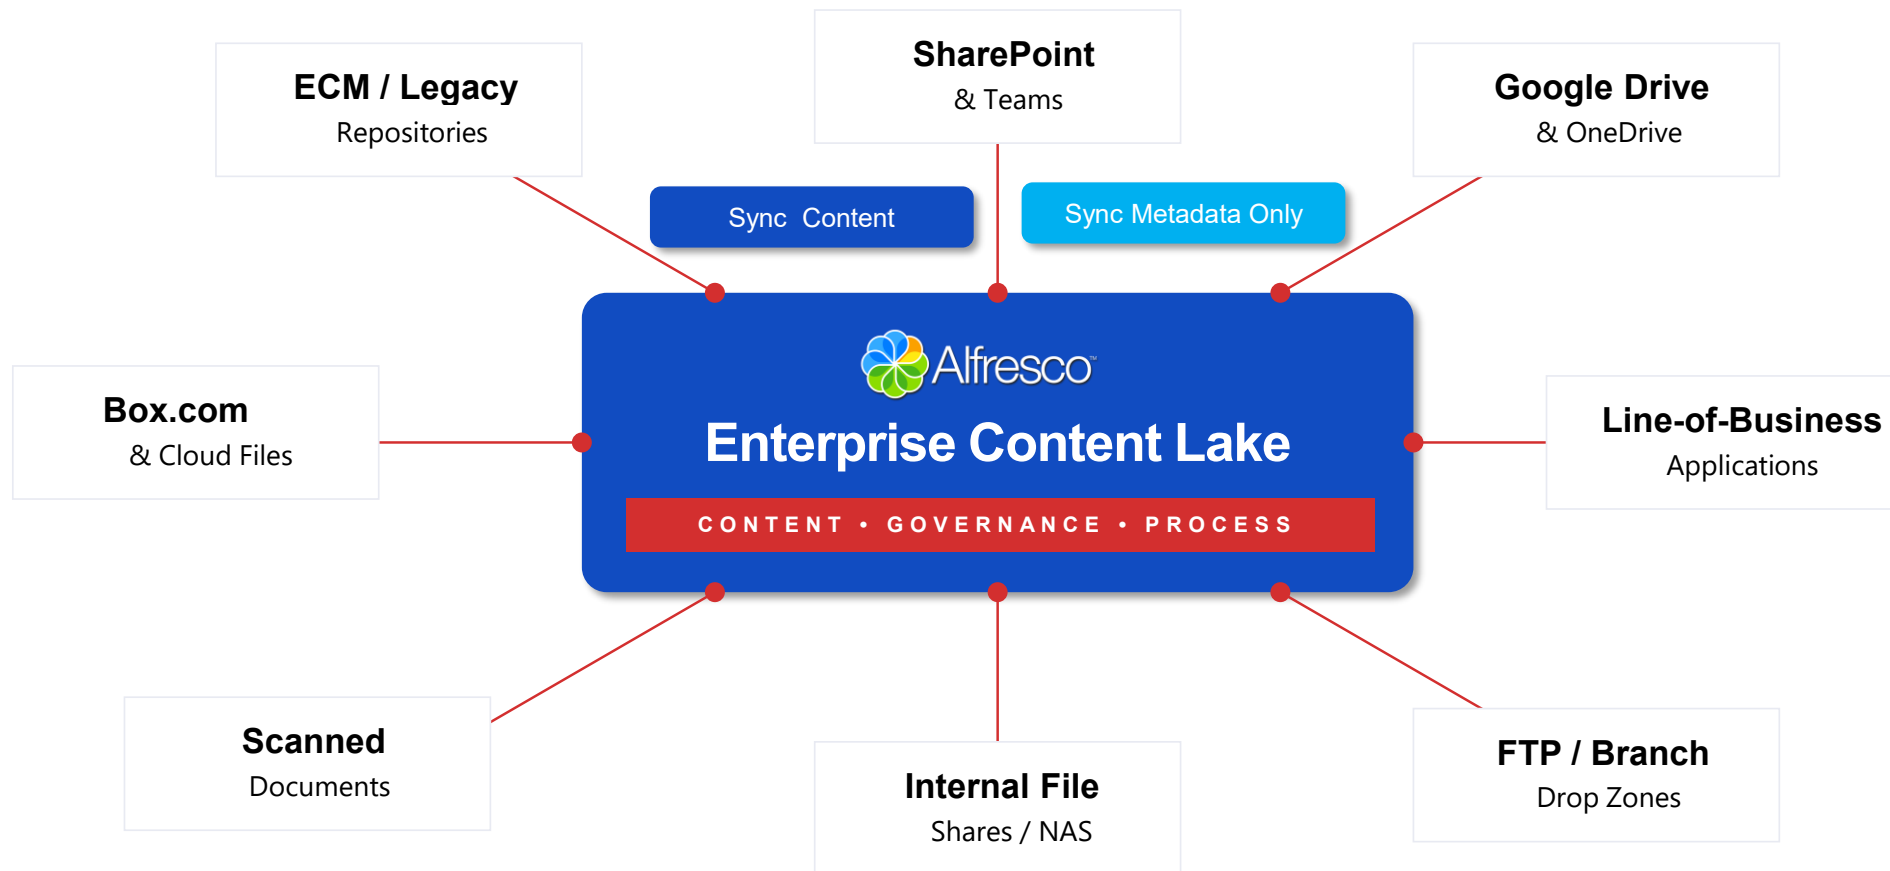 SharePoint
& Teams
ECM / Legacy
Repositories
Google Drive
& OneDrive
Sync Content
Sync Metadata Only
Alfresco™
Enterprise Content Lake
CONTENT • GOVERNANCE • PROCESS
Box.com
& Cloud Files
Line-of-Business
Applications
Scanned
Documents
Internal File
Shares / NAS
FTP / Branch
Drop Zones